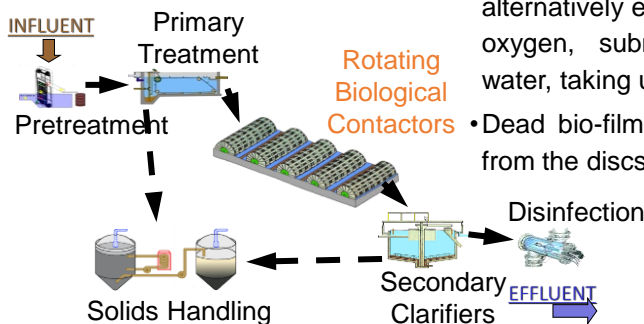 INFLUENT
Primary
Treatment
Pretreatment
Rotating
Biological
Contactors
alternatively
oxygen,
water, taking
•Dead bio-film
from the discs
Disinfection
Secondary
Clarifiers
EFFLUENT
Solids Handling